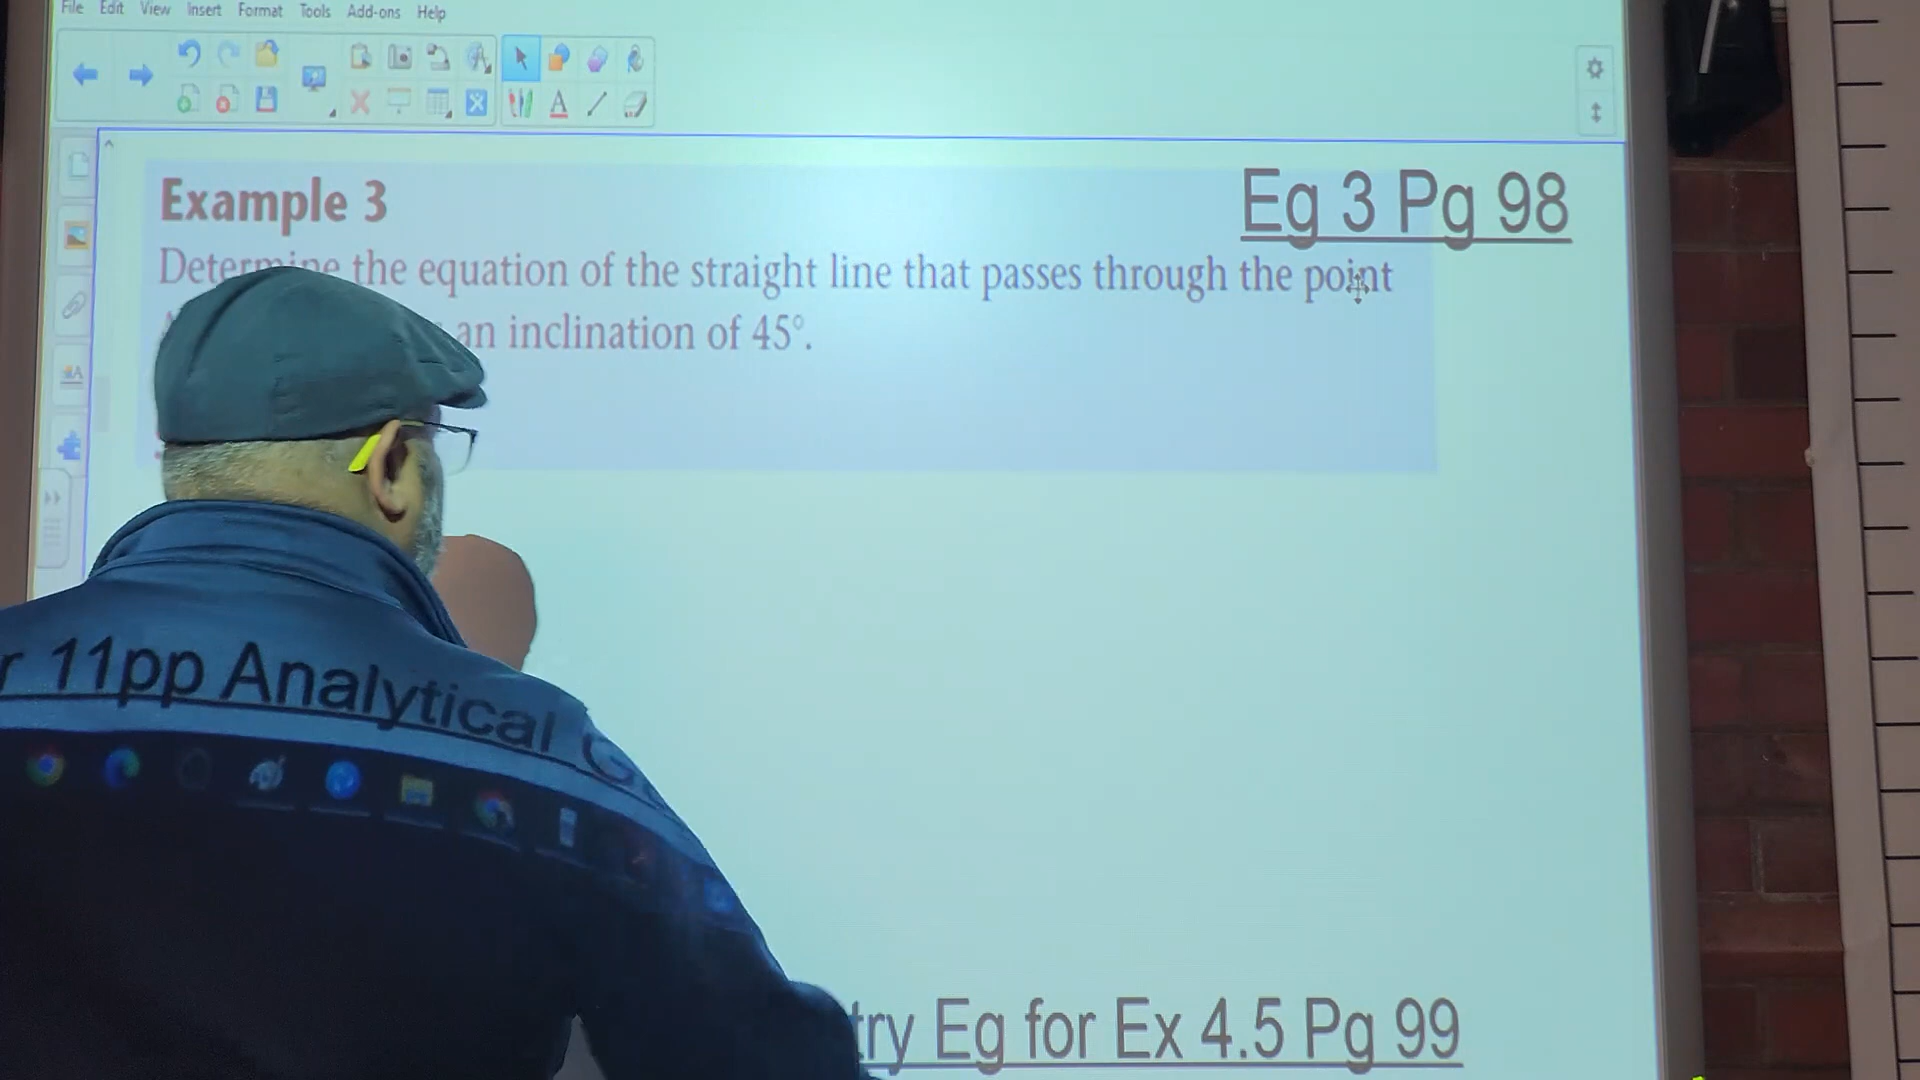 File Edit View Insert Format Tools Add-ons Help
Example 3
Eg 3 Pg 98
Determine the equation of the straight line that passes through the point
an inclination of 45°.
r 11pp Analytical G
try Eg for Ex 4.5 Pg 99